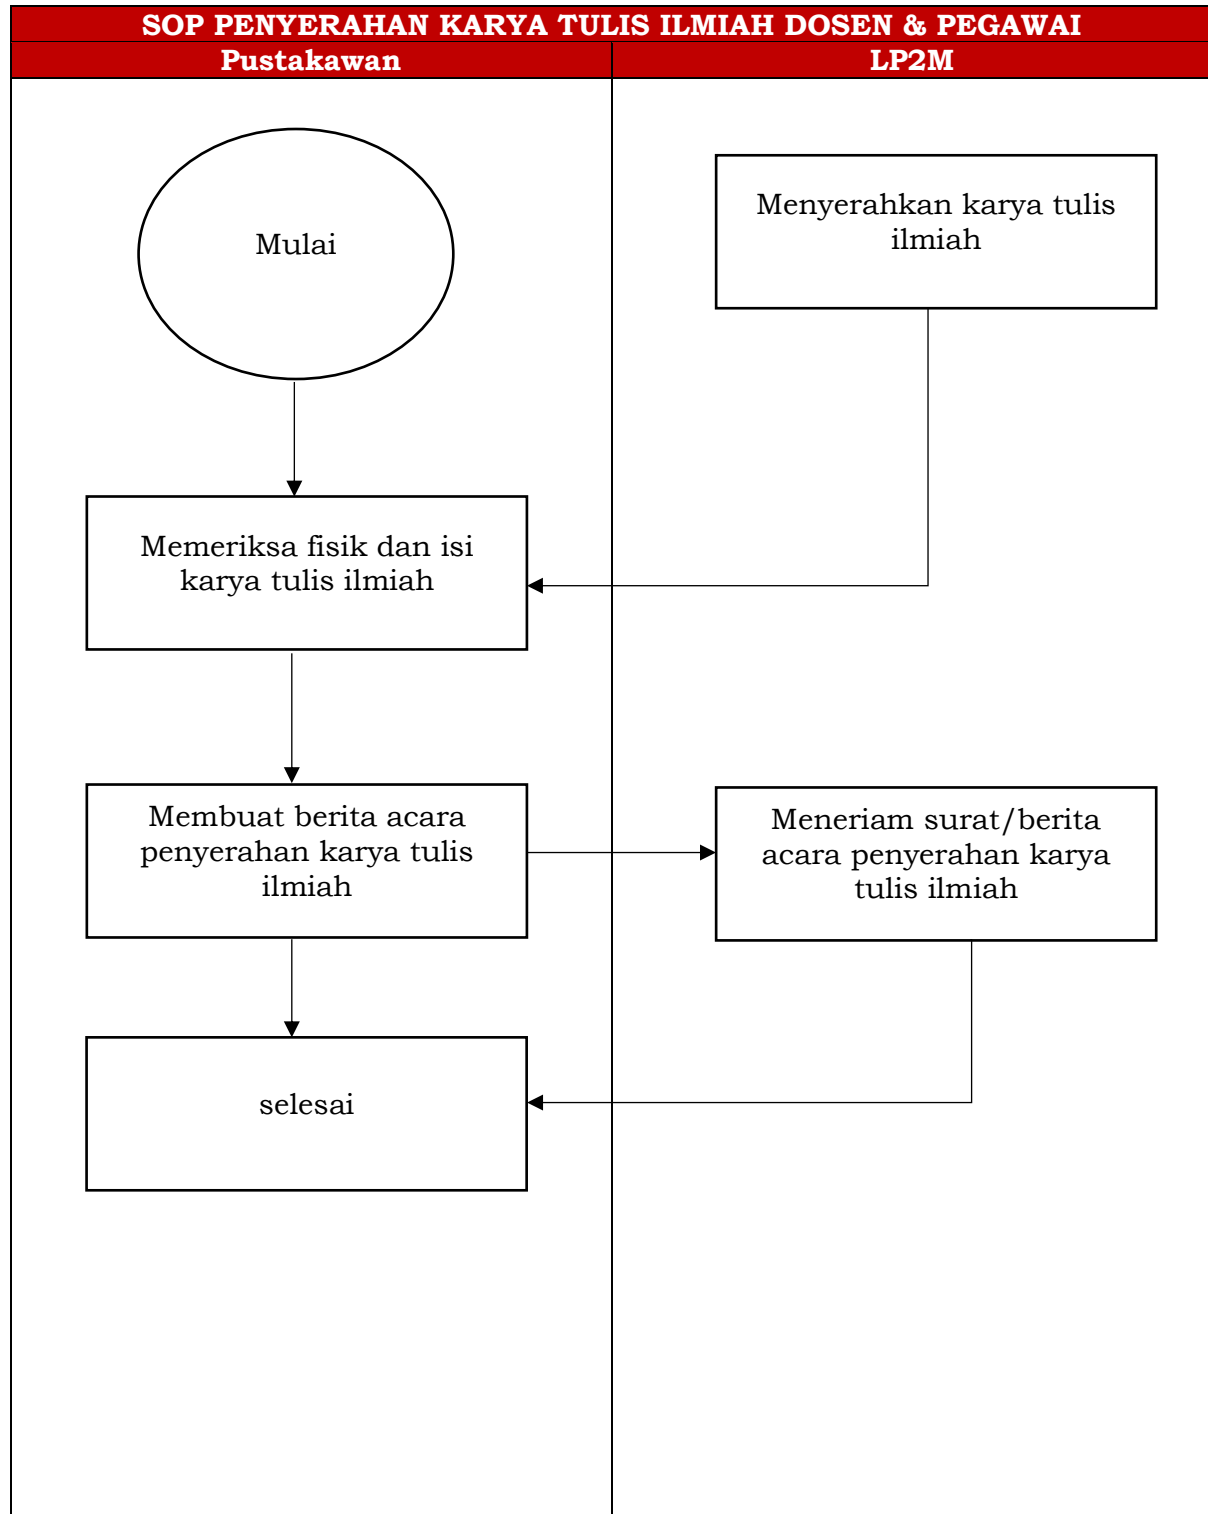 SOP PENYERAHAN KARYA TULIS ILMIAH DOSEN & PEGAWAI
Pustakawan
LP2M
Mulai
Menyerahkan karya tulis
ilmiah
Memeriksa fisik dan isi
karya tulis ilmiah
Membuat berita acara
penyerahan karya tulis
ilmiah
Meneriam surat/berita
acara penyerahan karya
tulis ilmiah
selesai